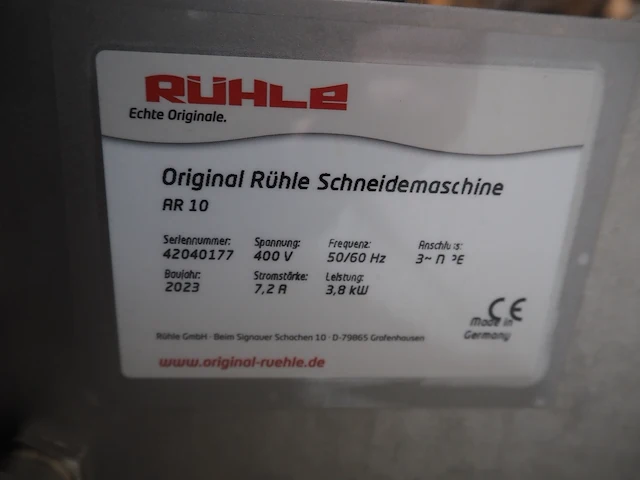 RÜHLE
Echte Originale.
Original Rühle Schneidemaschine
AR 10
Seriennummer: Spannung: Frequenz: Anschluss:
42040177 400 V 50/60 Hz 3~ N PE
Baujahr: Stromstärke: Leistung:
2023 7,2 A 3,8 kW
CE
Made in
Germany
Rühle GmbH · Beim Signauer Schachen 10 · D-79865 Grafenhausen
www.original-ruehle.de